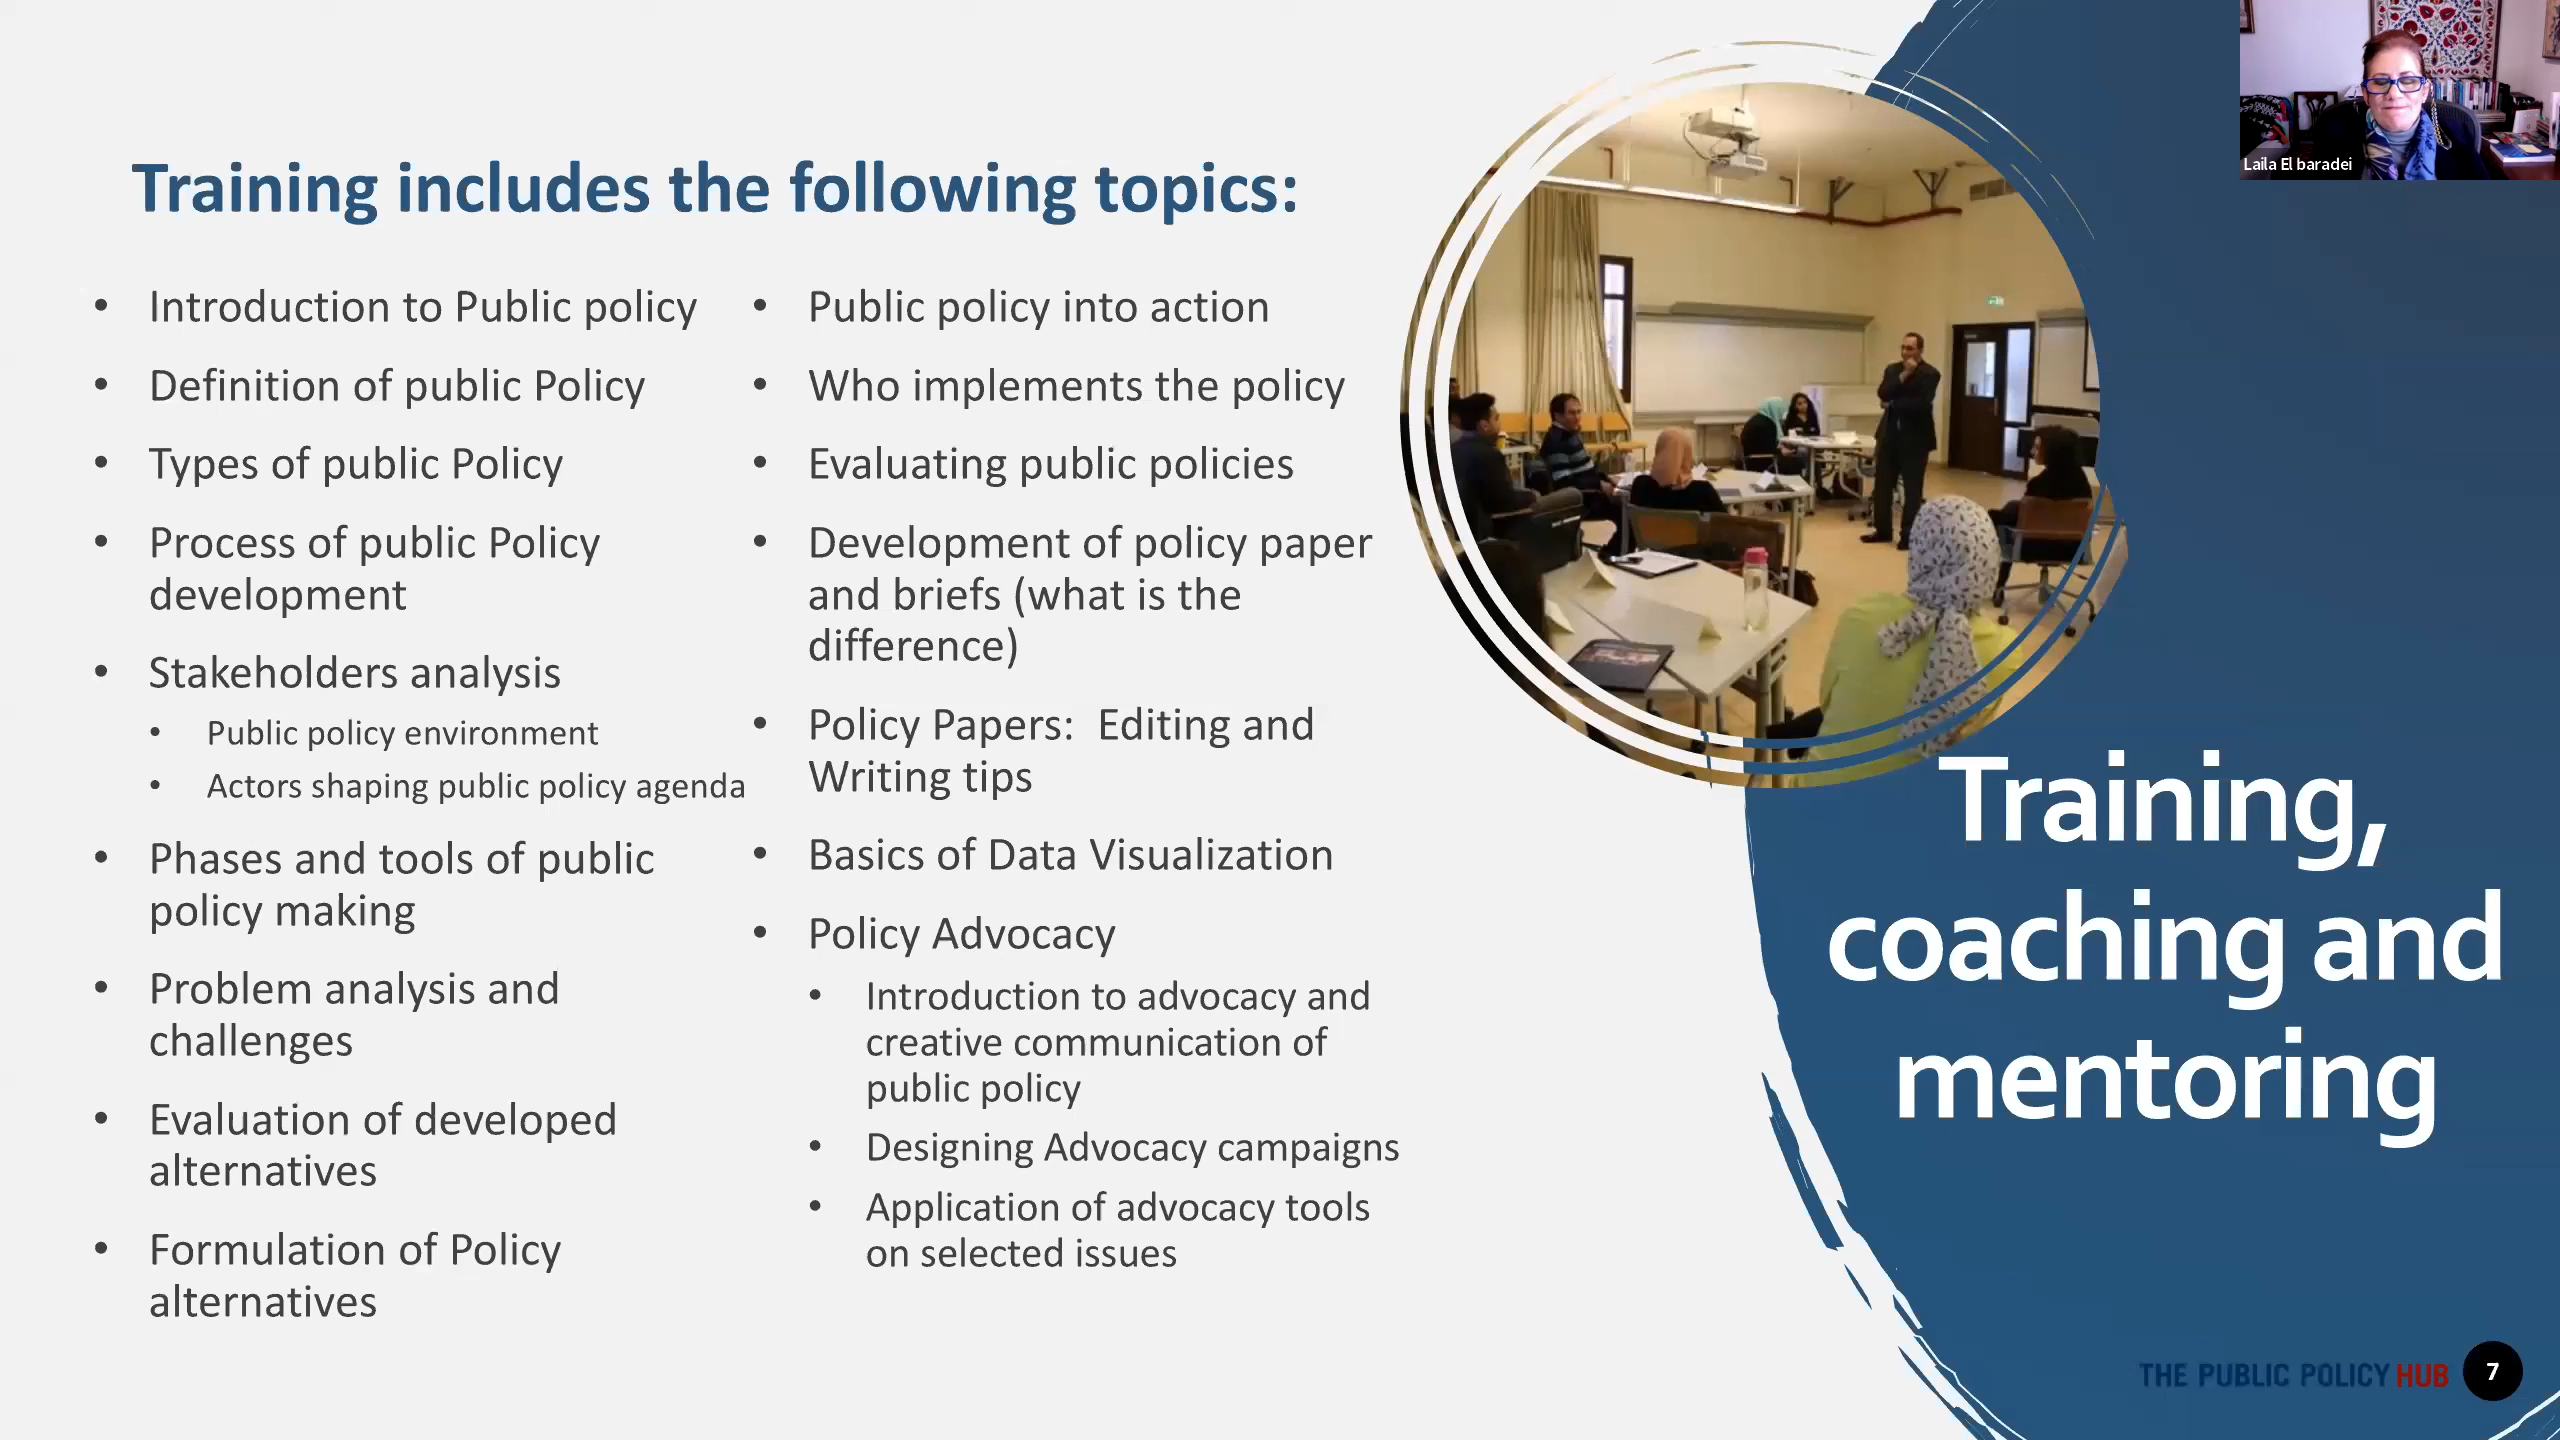 Training includes the following topics:
• Introduction to Public policy
• Definition of public Policy
• Types of public Policy
• Process of public Policy
development
• Stakeholders analysis
• Public policy environment
• Actors shaping public policy agenda
• Phases and tools of public
policy making
• Problem analysis and
challenges
• Evaluation of developed
alternatives
• Formulation of Policy
alternatives
• Public policy into action
• Who implements the policy
• Evaluating public policies
• Development of policy paper
and briefs (what is the
difference)
• Policy Papers:  Editing and
Writing tips
• Basics of Data Visualization
• Policy Advocacy
• Introduction to advocacy and
creative communication of
public policy
• Designing Advocacy campaigns
• Application of advocacy tools
on selected issues
Laila El baradei
Training,
coaching and
mentoring
THE PUBLIC POLICY HUB
7